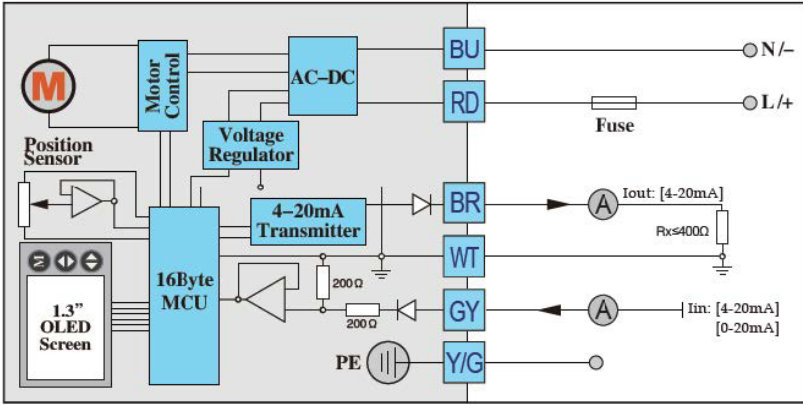 M
Motor
Control
AC-DC
BU
N/-
RD
L/+
Fuse
Voltage
Regulator
Position
Sensor
4-20mA
Transmitter
BR
A
Iout: [4-20mA]
Rx≤400Ω
WT
16Byte
MCU
200Ω
200Ω
GY
A
Iin: [4-20mA]
[0-20mA]
M
1.3”
OLED
Screen
PE
Y/G